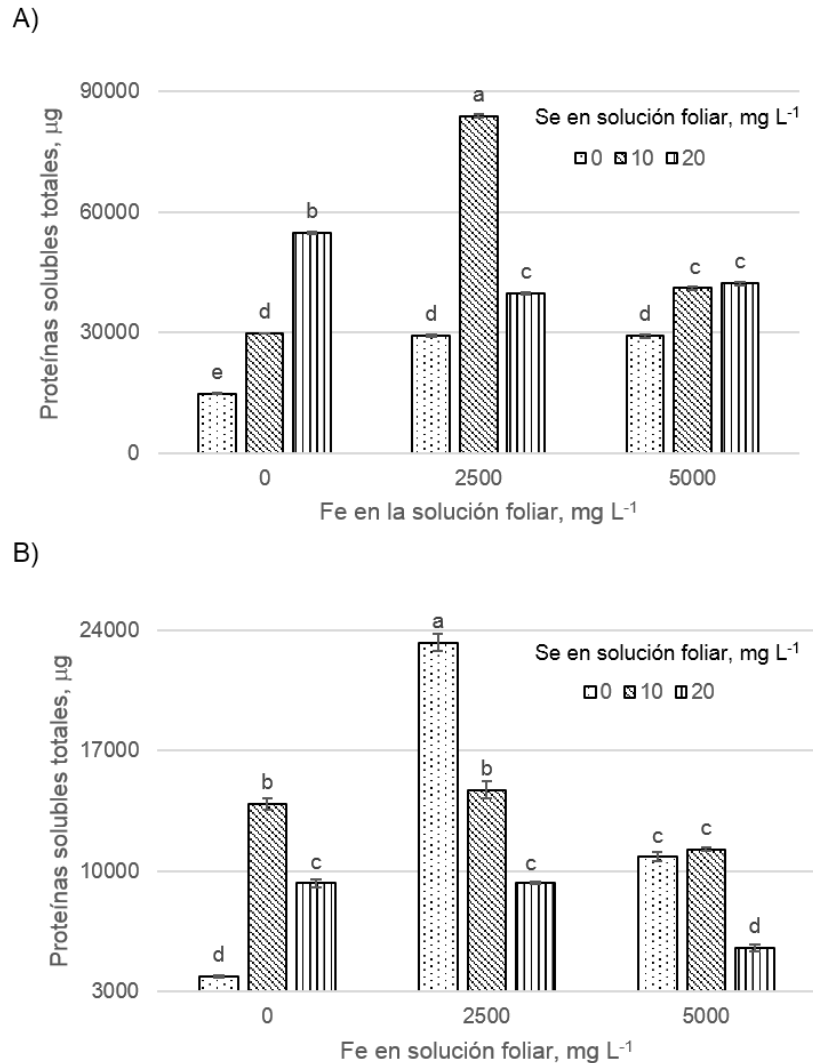 A)
90000
60000
30000
0
Proteínas solubles totales, μg
Se en solución foliar, mg L⁻¹
0 10 20
e d b
d a c
d c c
0 2500 5000
Fe en la solución foliar, mg L⁻¹
B)
24000
17000
10000
3000
Proteínas solubles totales, μg
Se en solución foliar, mg L⁻¹
0 10 20
d b c
a b c
c c d
0 2500 5000
Fe en solución foliar, mg L⁻¹